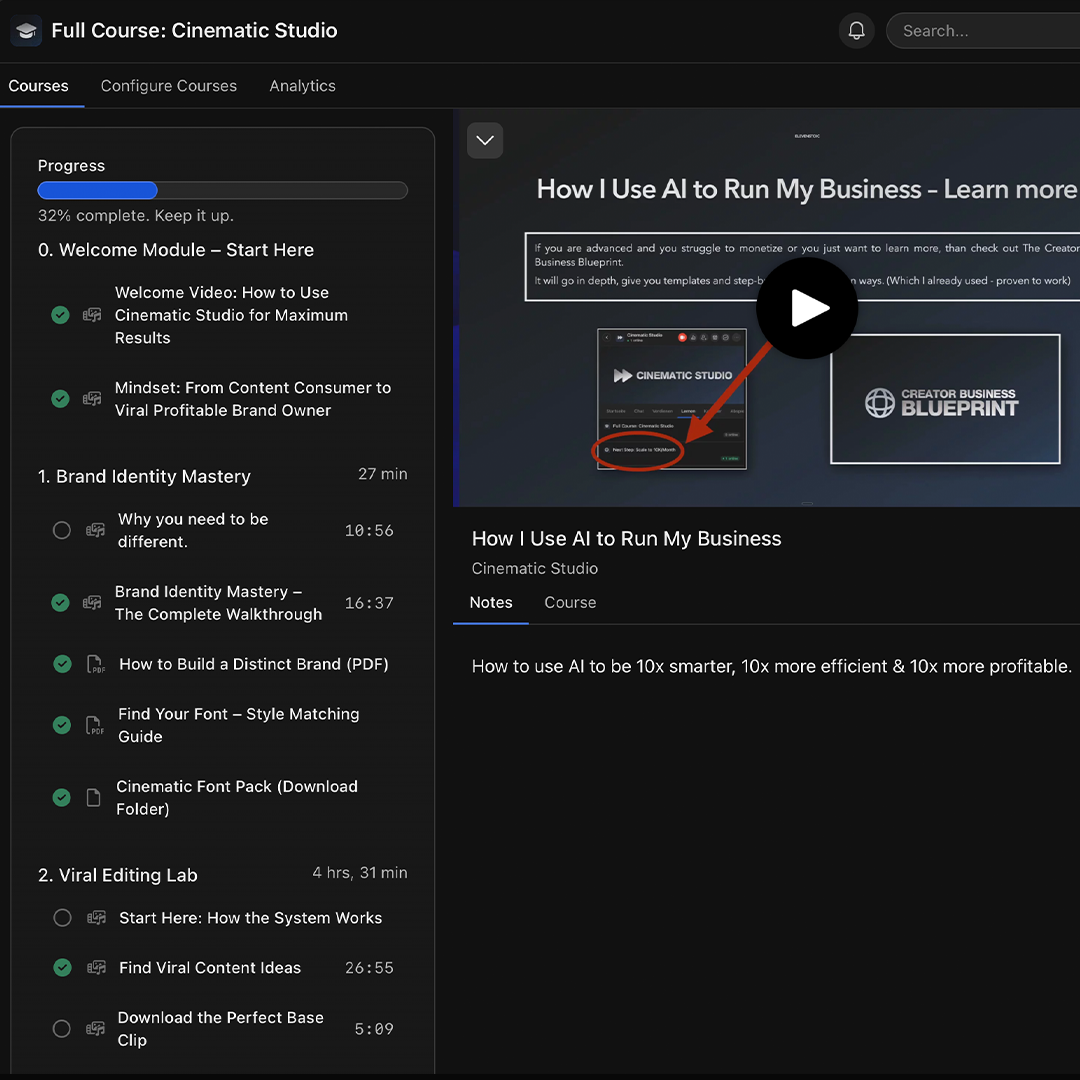 Full Course: Cinematic Studio
Search...
Courses
Configure Courses
Analytics
Progress
32% complete. Keep it up.
0. Welcome Module – Start Here
Welcome Video: How to Use
Cinematic Studio for Maximum
Results
Mindset: From Content Consumer to
Viral Profitable Brand Owner
1. Brand Identity Mastery
27 min
Why you need to be
different.
10:56
Brand Identity Mastery –
The Complete Walkthrough
16:37
PDF
How to Build a Distinct Brand (PDF)
PDF
Find Your Font – Style Matching
Guide
Cinematic Font Pack (Download
Folder)
2. Viral Editing Lab
4 hrs, 31 min
Start Here: How the System Works
Find Viral Content Ideas
26:55
Download the Perfect Base
Clip
5:09
How I Use AI to Run My Business – Learn more
If you are advanced and you struggle to monetize or you just want to learn more, than check out The Creator
Business Blueprint.
It will go in depth, give you templates and step-b
ways. (Which I already used - proven to work)
Cinematic Studio
CINEMATIC STUDIO
Full Course: Cinematic Studio
Next Step: Scale to 10K/Month
CREATOR BUSINESS
BLUEPRINT
How I Use AI to Run My Business
Cinematic Studio
Notes
Course
How to use AI to be 10x smarter, 10x more efficient & 10x more profitable.